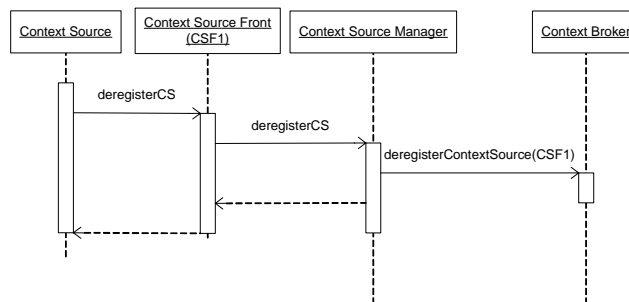 Context Source
Context Source Front
(CSF1)
Context Source Manager
Context Broker
deregisterCS
deregisterCS
deregisterContextSource(CSF1)